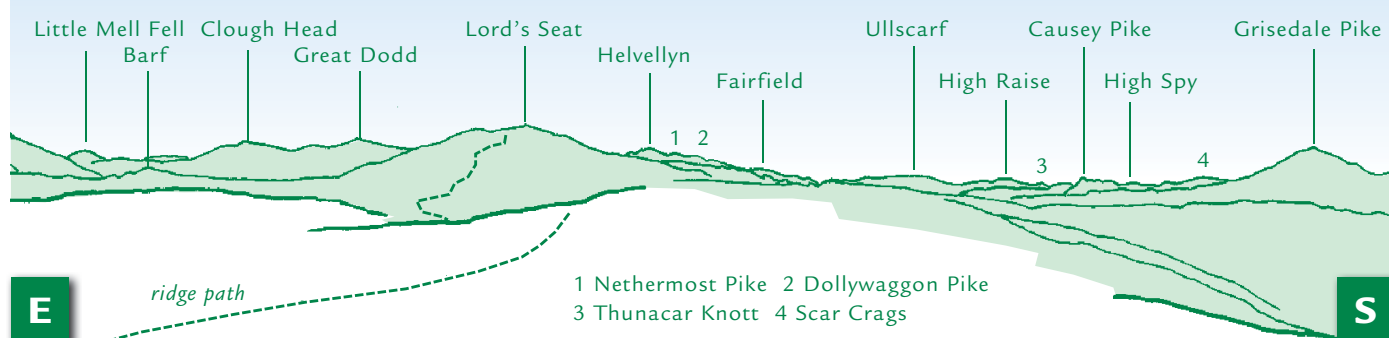 Little Mell Fell Clough Head Lord's Seat Ullscarf Causey Pike Grisedale Pike
Barf Great Dodd Helvellyn
Fairfield High Raise High Spy
1 2
3 4
ridge path
1 Nethermost Pike 2 Dollywaggon Pike
3 Thunacar Knott 4 Scar Crags
E S